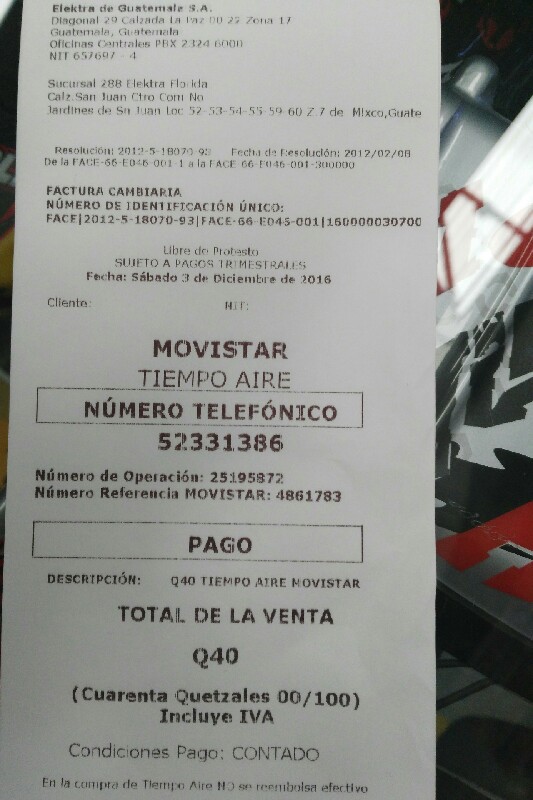 Elektra de Guatemala S.A.
Diagonal 29 Calzada La Paz 00-29 Zona 17
Guatemala, Guatemala
Oficinas Centrales PBX 2324 6000
NIT 657697 - 4
Sucursal 288 Elektra Florida
Calz.San Juan Ctro Com No
Jardines de Sn Juan Loc 52-53-54-55-59-60 Z 7 de Mixco,Guate
Resolución: 2012-5-18070-93 Fecha de Resolución: 2012/02/08
De la FACE-66-E046-001-1 a la FACE-66-E046-001-300000
FACTURA CAMBIARIA
NÚMERO DE IDENTIFICACIÓN ÚNICO:
FACE|2012-5-18070-93|FACE-66-E045-001|160000030700
Libre de Protesto
SUJETO A PAGOS TRIMESTRALES
Fecha: Sábado 3 de Diciembre de 2016
Cliente: NIT:
MOVISTAR
TIEMPO AIRE
NÚMERO TELEFÓNICO
52331386
Número de Operación: 25195872
Número Referencia MOVISTAR: 4861783
PAGO
DESCRIPCIÓN: Q40 TIEMPO AIRE MOVISTAR
TOTAL DE LA VENTA
Q40
(Cuarenta Quetzales 00/100)
Incluye IVA
Condiciones Pago: CONTADO
En la compra de Tiempo Aire NO se reembolsa efectivo